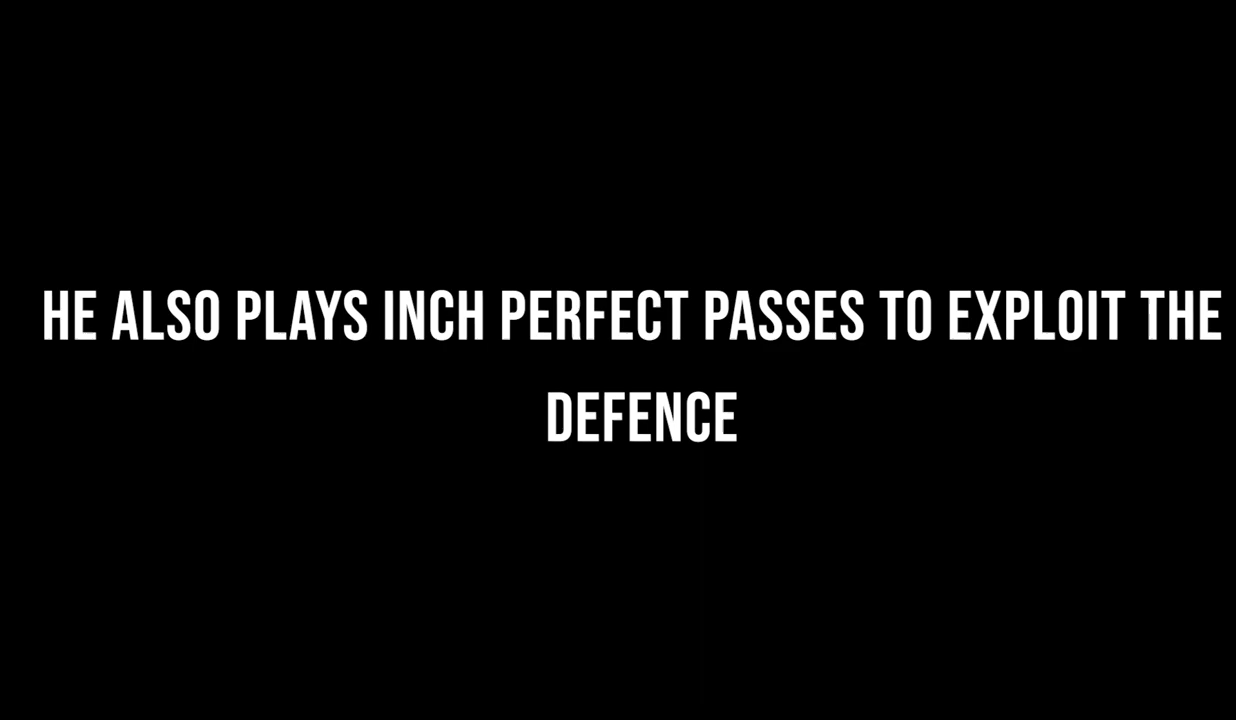 HE ALSO PLAYS INCH PERFECT PASSES TO EXPLOIT THE
DEFENCE